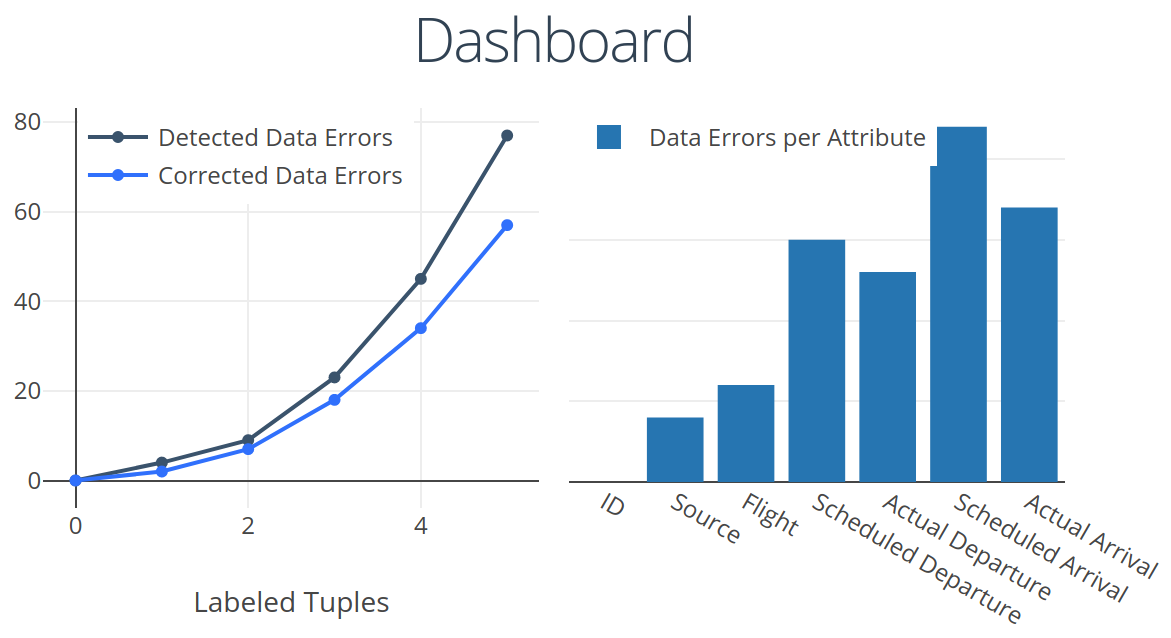 Dashboard
80
60
40
20
0
Detected Data Errors
Corrected Data Errors
0
2
4
Labeled Tuples
Data Errors per Attribute
ID
Source
Flight
Scheduled Departure
Actual Departure
Scheduled Arrival
Actual Arrival